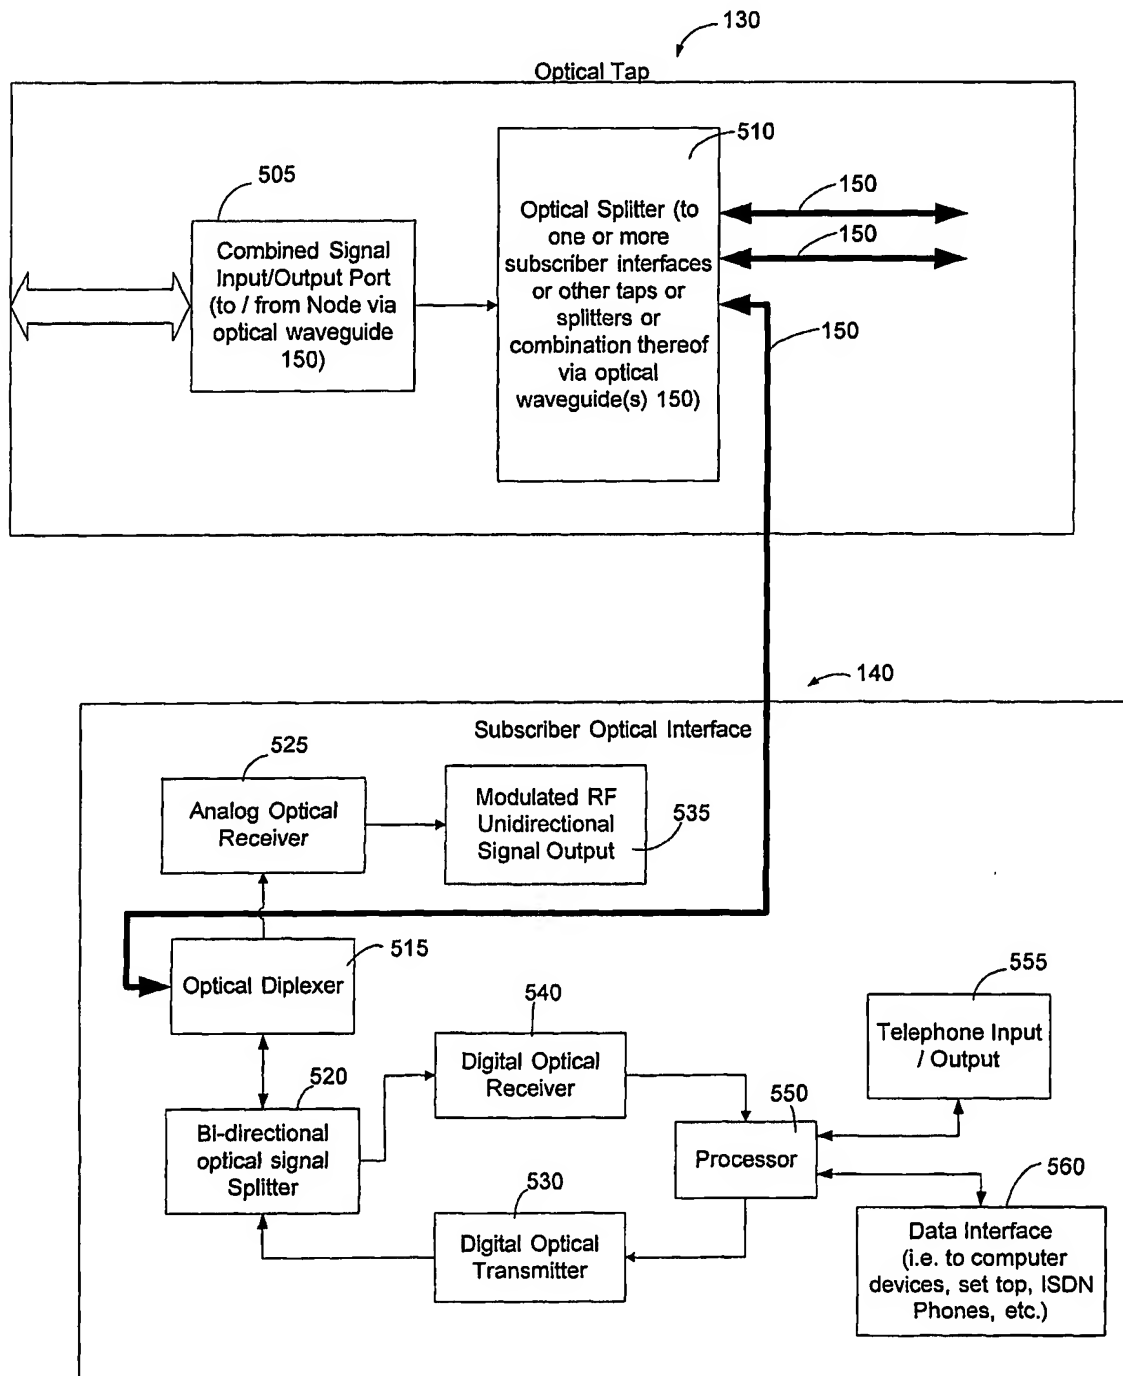 130
Optical Tap
510
505
150
Optical Splitter (to
one or more
subscriber interfaces
or other taps or
splitters or
combination thereof
via optical
waveguide(s) 150)
150
Combined Signal
Input/Output Port
(to / from Node via
optical waveguide
150)
150
140
Subscriber Optical Interface
525
Analog Optical
Receiver
Modulated RF
Unidirectional
Signal Output
535
515
Optical Diplexer
540
555
Digital Optical
Receiver
Telephone Input
/ Output
520
550
Bi-directional
optical signal
Splitter
Processor
560
530
Digital Optical
Transmitter
Data Interface
(i.e. to computer
devices, set top, ISDN
Phones, etc.)